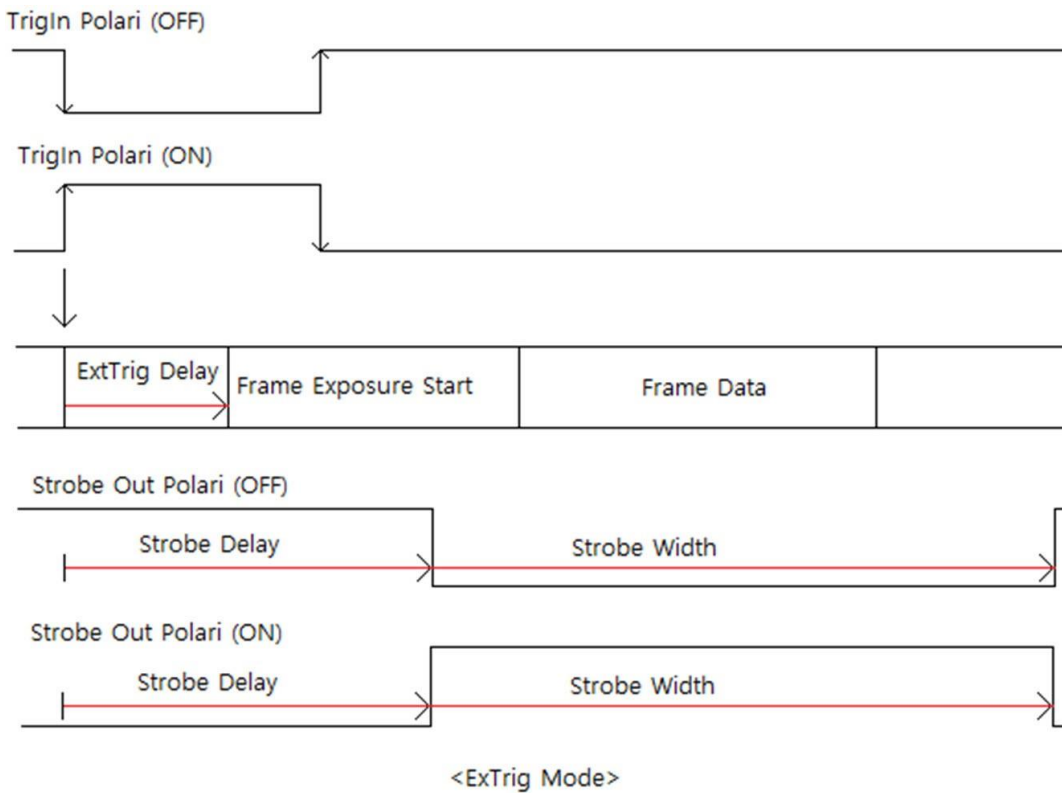 TrigIn Polari (OFF)
TrigIn Polari (ON)
ExtTrig Delay
Frame Exposure Start
Frame Data
Strobe Out Polari (OFF)
Strobe Delay
Strobe Width
Strobe Out Polari (ON)
Strobe Delay
Strobe Width
<ExTrig Mode>